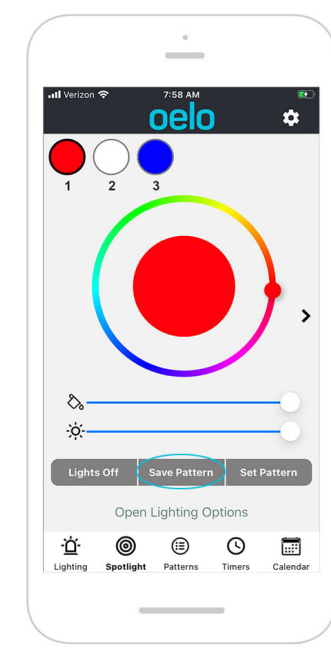 Verizon 7:58 AM
oelo
1 2 3
Lights Off Save Pattern Set Pattern
Open Lighting Options
Lighting Spotlight Patterns Timers Calendar